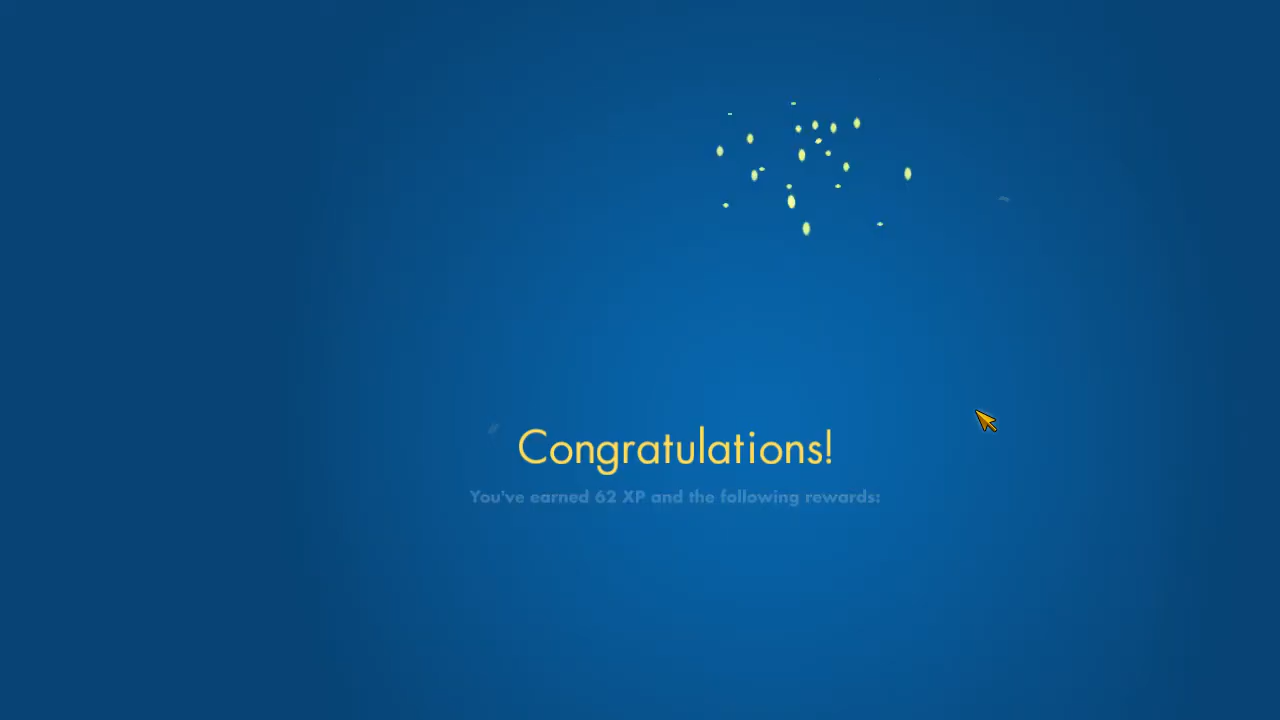 Congratulations!
You've earned 62 XP and the following rewards: